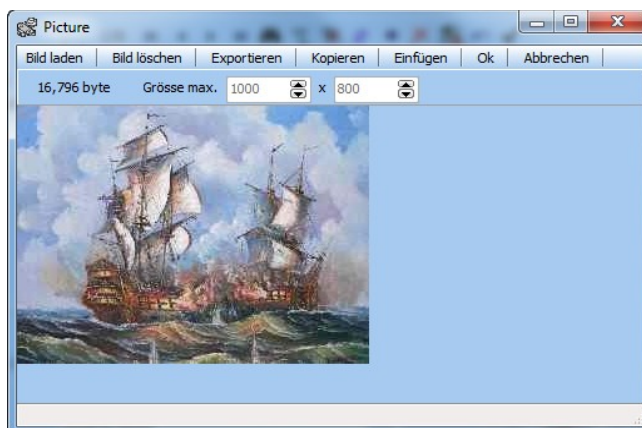 Picture
Bild laden Bild löschen Exportieren Kopieren Einfügen Ok Abbrechen
16,796 byte Grösse max. 1000 x 800